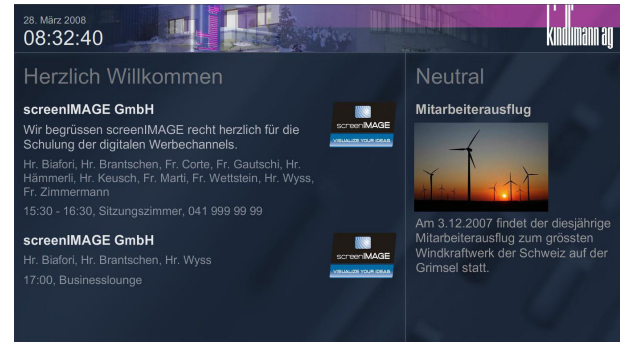 28. März 2008
08:32:40
kindlimann ag
Herzlich Willkommen
screenIMAGE GmbH
Wir begrüssen screenIMAGE recht herzlich für die
Schulung der digitalen Werbechannels.
Hr. Biafori, Hr. Brantschen, Fr. Corte, Fr. Gautschi, Hr.
Hämmerli, Hr. Keusch, Fr. Marti, Fr. Wettstein, Hr. Wyss,
Fr. Zimmermann
15:30 - 16:30, Sitzungszimmer, 041 999 99 99
screenIMAGE
VISUALIZE YOUR IDEAS
screenIMAGE GmbH
Hr. Biafori, Hr. Brantschen, Hr. Wyss
17:00, Businesslounge
screenIMAGE
VISUALIZE YOUR IDEAS
Neutral
Mitarbeiterausflug
Am 3.12.2007 findet der diesjährige
Mitarbeiterausflug zum grössten
Windkraftwerk der Schweiz auf der
Grimsel statt.